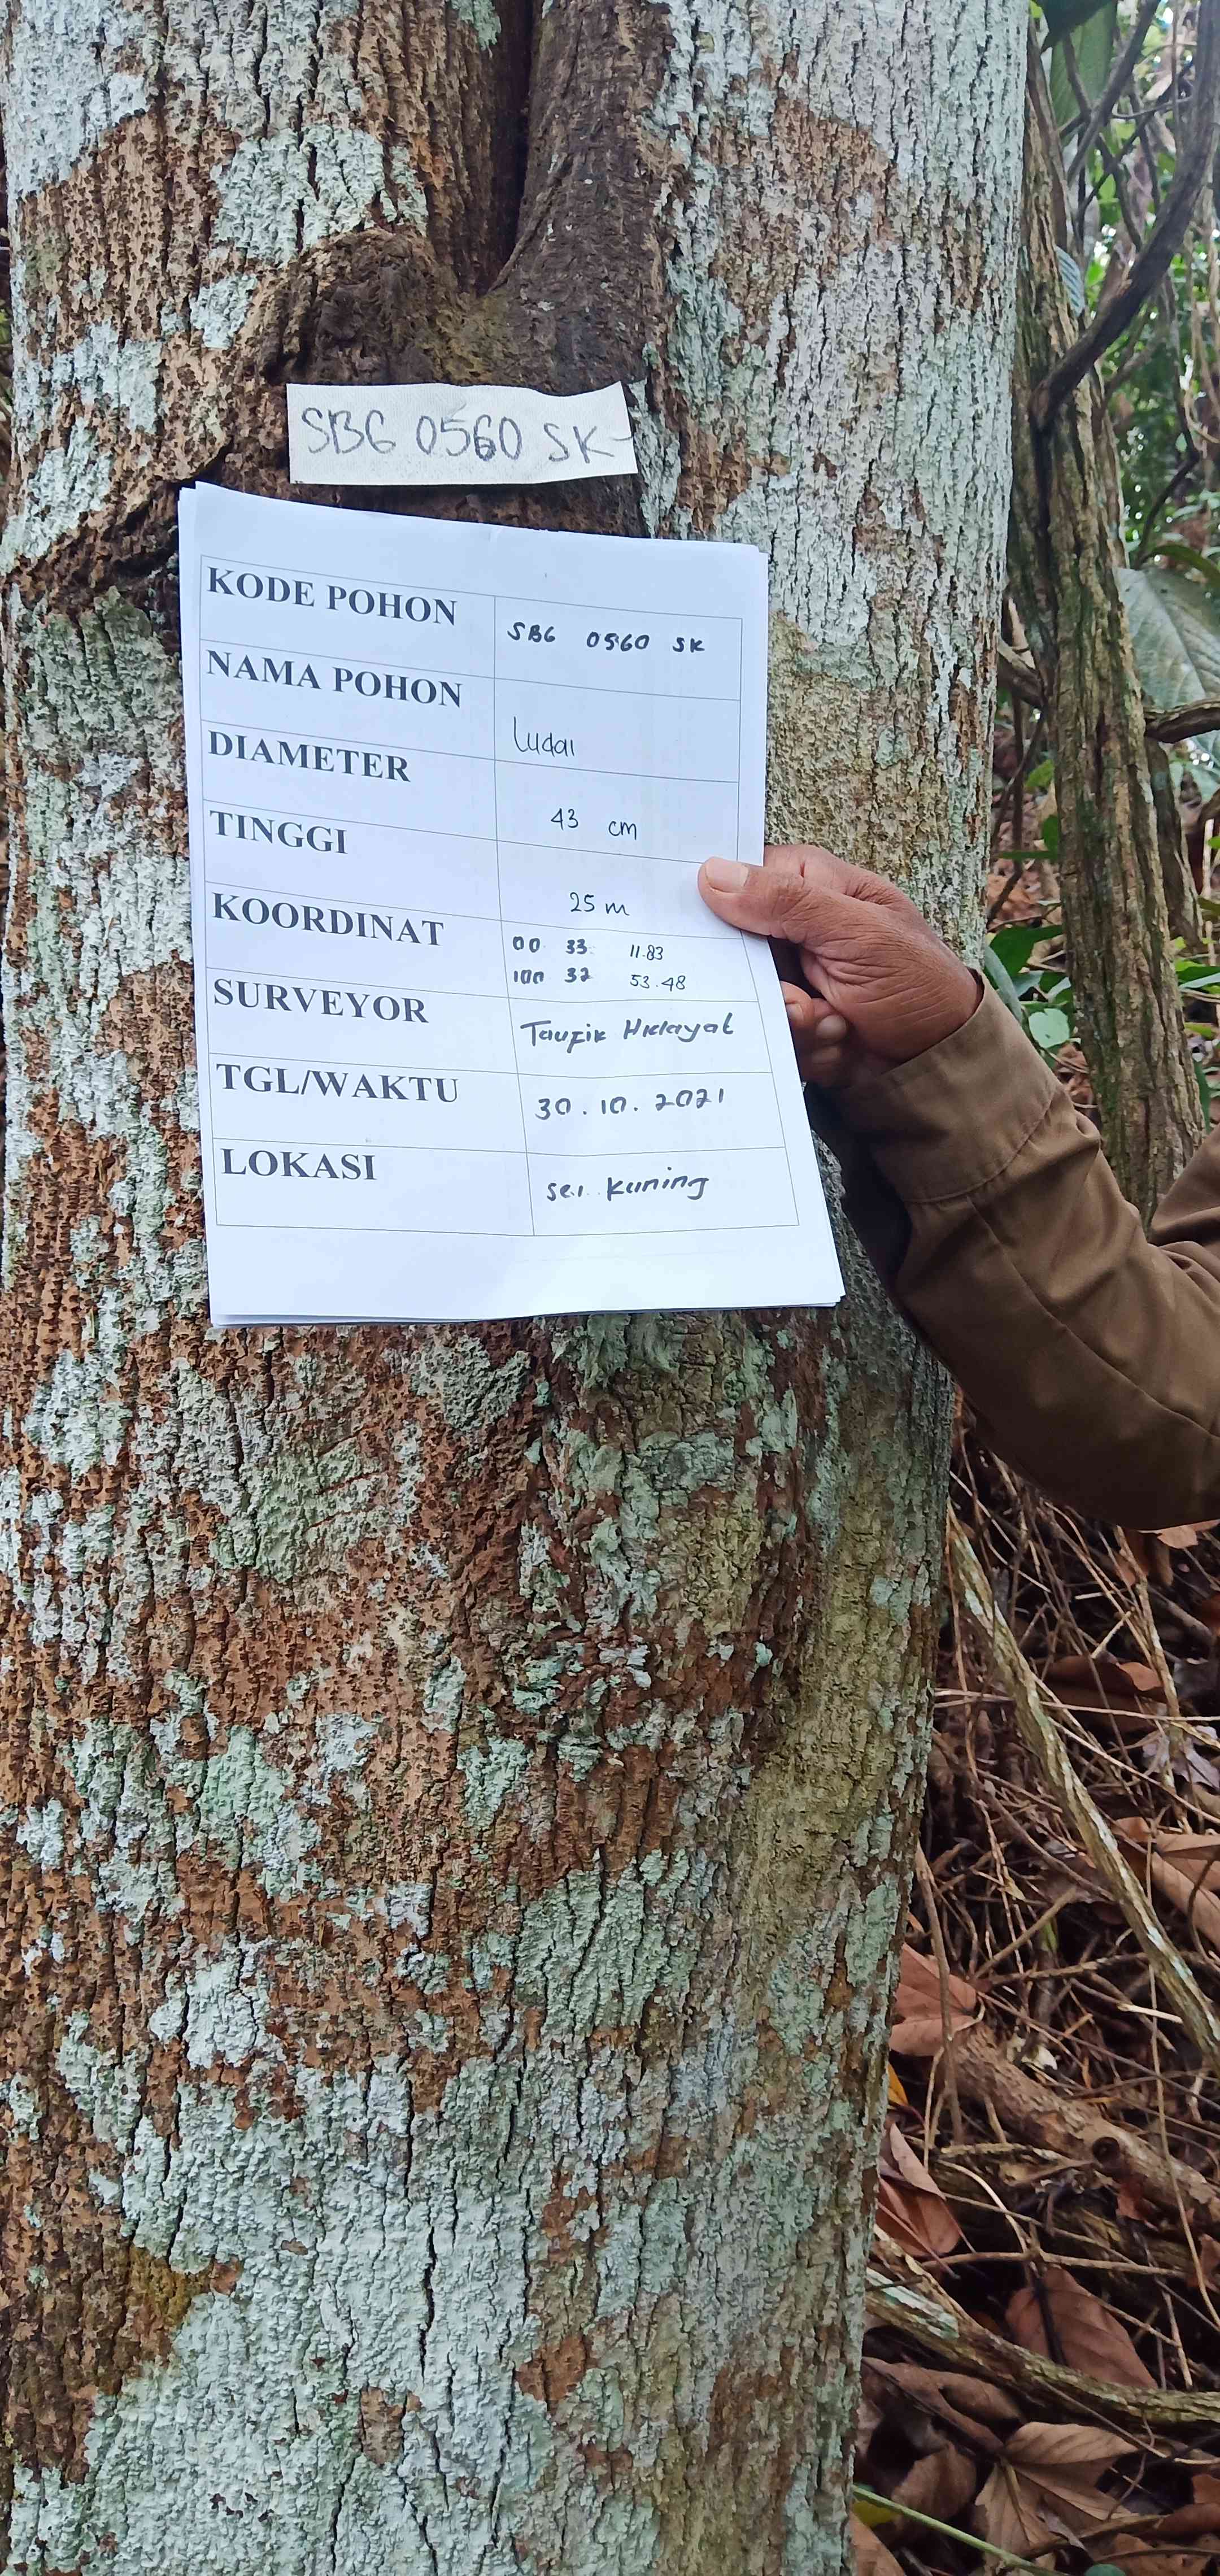 SBG 0560 SK
KODE POHON SBG 0560 SK
NAMA POHON Ludai
DIAMETER 43 cm
TINGGI 25 m
KOORDINAT 00 33 11.83
100 32 53.48
SURVEYOR Taufik Hidayat
TGL/WAKTU 30.10.2021
LOKASI sei. Kuning